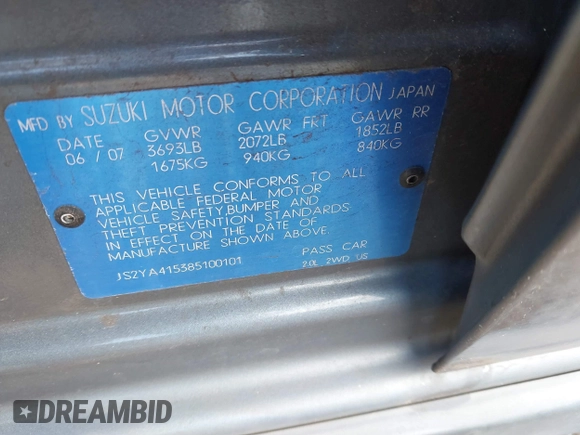 MFD BY SUZUKI MOTOR CORPORATION JAPAN
DATE GVWR GAWR FRT GAWR RR
06 / 07 3693LB 2072LB 1852LB
1675KG 940KG 840KG
THIS VEHICLE CONFORMS TO ALL
APPLICABLE FEDERAL MOTOR
VEHICLE SAFETY,BUMPER AND
THEFT PREVENTION STANDARDS
IN EFFECT ON THE DATE OF
MANUFACTURE SHOWN ABOVE.
JS2YA415385100101 PASS CAR
2.0L 2WD US
DREAMBID